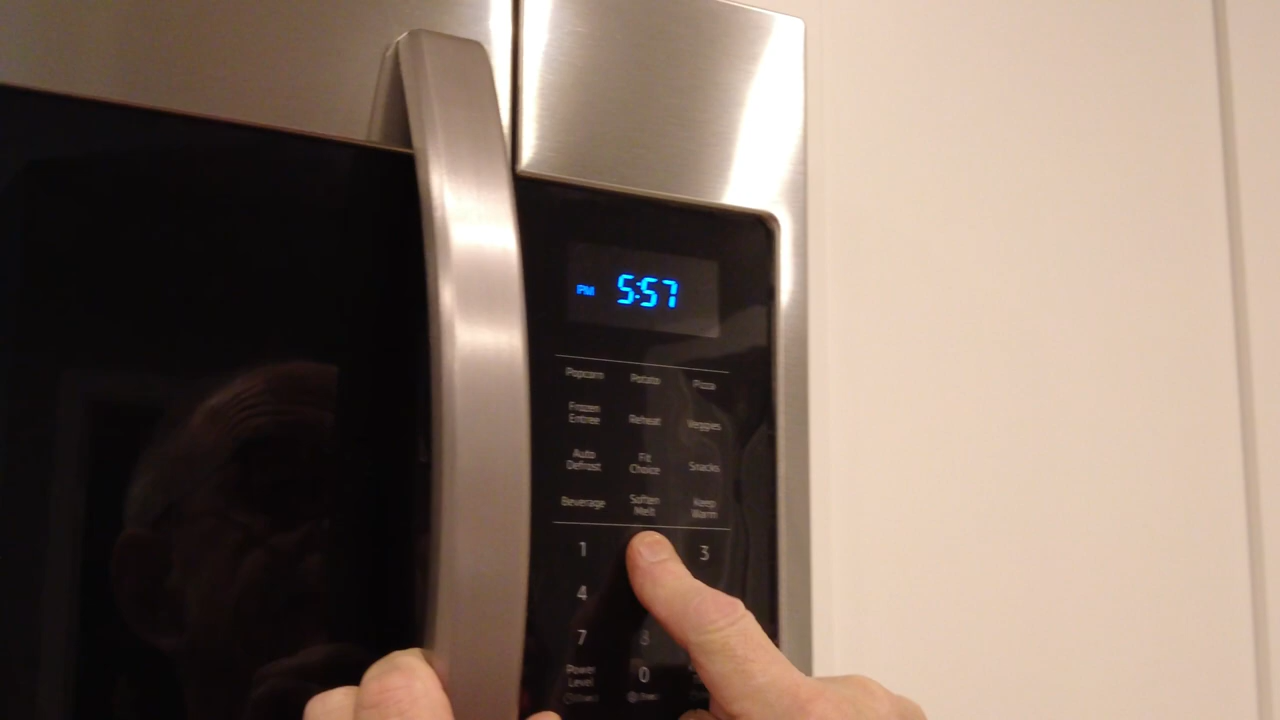 PM 5:57
Popcorn Potato Pizza
Frozen
Entree
Reheat Veggies
Auto
Defrost
Fit
Choice
Snacks
Beverage
Soften
Melt
Keep
Warm
1 3
4
7 8
Power
Level
0